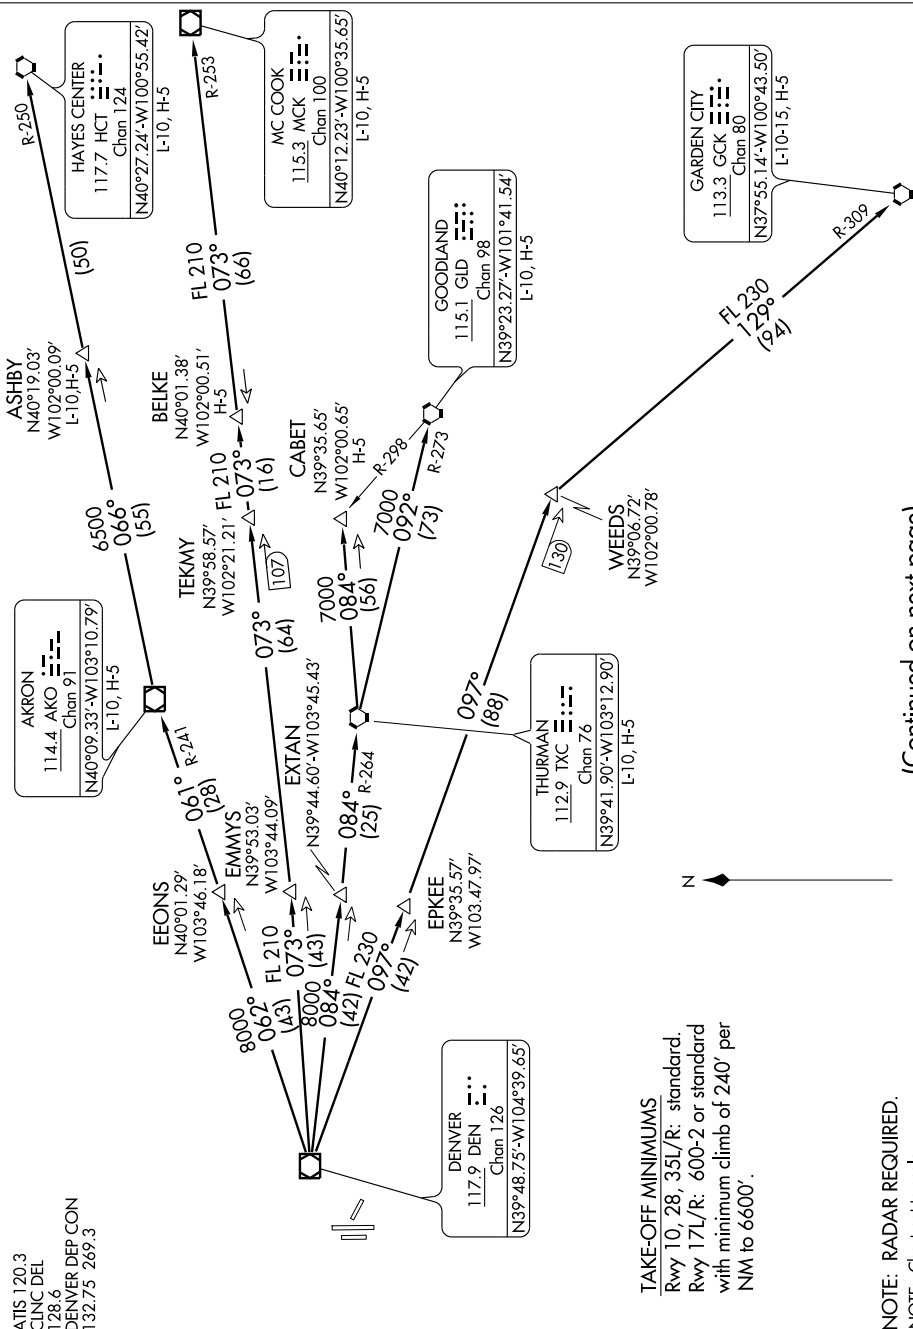 ATIS 120.3
CLNC DEL
128.6
DENVER DEP CON
132.75 269.3
HAYES CENTER
117.7 HCT
Chan 124
N40°27.24'-W100°55.42'
L-10, H-5
R-250
(50)
ASHBY
N40°19.03'
W102°00.09'
L-10,H-5
6500
066°
(55)
AKRON
114.4 AKO
Chan 91
N40°09.33'-W103°10.79'
L-10, H-5
R-241
061°
(28)
EEONS
N40°01.29'
W103°46.18'
8000
062°
(43)
MC COOK
115.3 MCK
Chan 100
N40°12.23'-W100°35.65'
L-10, H-5
R-253
FL 210
073°
(66)
BELKE
N40°01.38'
W102°00.51'
H-5
FL 210
073°
(16)
TEKMY
N39°58.57'
W102°21.21'
107
073°
(64)
EMMYS
N39°53.03'
W103°44.09'
FL 210
073°
(43)
CABET
N39°35.65'
W102°00.65'
H-5
R-298
7000
084°
(56)
GOODLAND
115.1 GLD
Chan 98
N39°23.27'-W101°41.54'
L-10, H-5
R-273
7000
092°
(73)
EXTAN
N39°44.60'-W103°45.43'
R-264
084°
(25)
8000
084°
(42)
THURMAN
112.9 TXC
Chan 76
N39°41.90'-W103°12.90'
L-10, H-5
GARDEN CITY
113.3 GCK
Chan 80
N37°55.14'-W100°43.50'
L-10-15, H-5
R-309
FL 230
129°
(94)
WEEDS
N39°06.72'
W102°00.78'
130
097°
(88)
EPKEE
N39°35.57'
W103.47.97'
FL 230
097°
(42)
DENVER
117.9 DEN
Chan 126
N39°48.75'-W104°39.65'
N
TAKE-OFF MINIMUMS
Rwy 10, 28, 35L/R: standard.
Rwy 17L/R: 600-2 or standard
with minimum climb of 240' per
NM to 6600'.
NOTE: RADAR REQUIRED.
(Continued on next page)